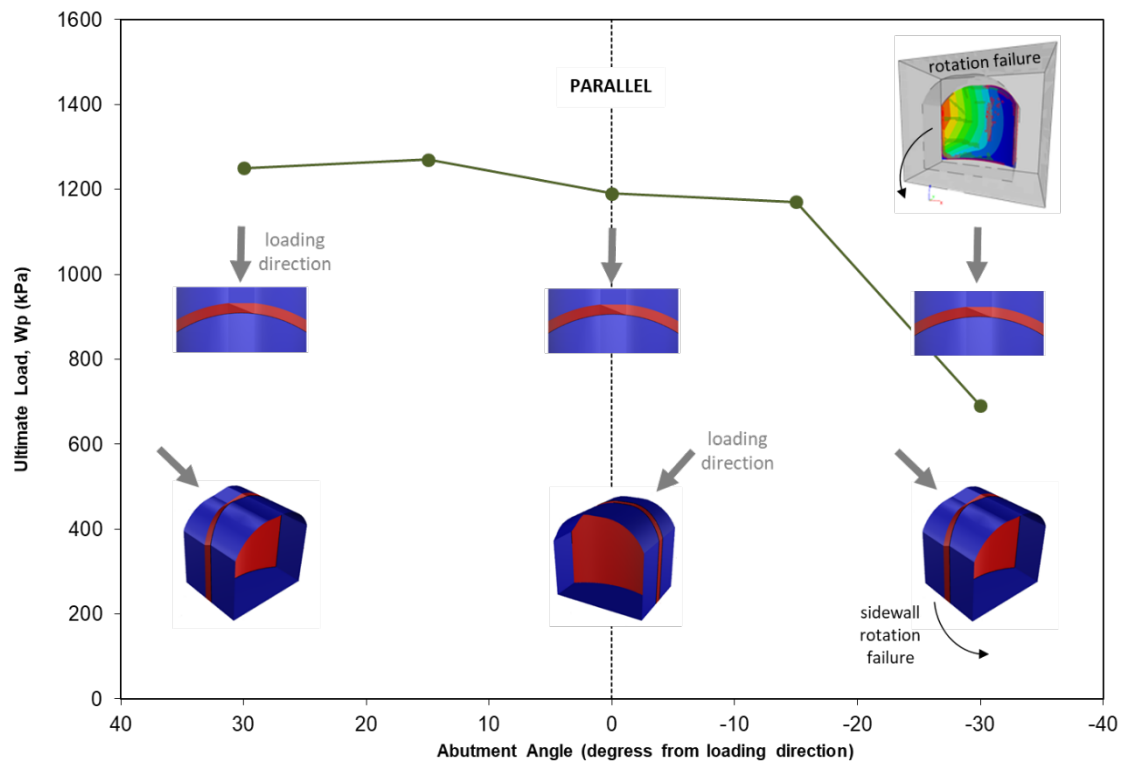 1600
1400
1200
1000
800
600
400
200
0
Ultimate Load, Wp (kPa)
PARALLEL
rotation failure
loading
direction
loading
direction
sidewall
rotation
failure
40
30
20
10
0
-10
-20
-30
-40
Abutment Angle (degress from loading direction)